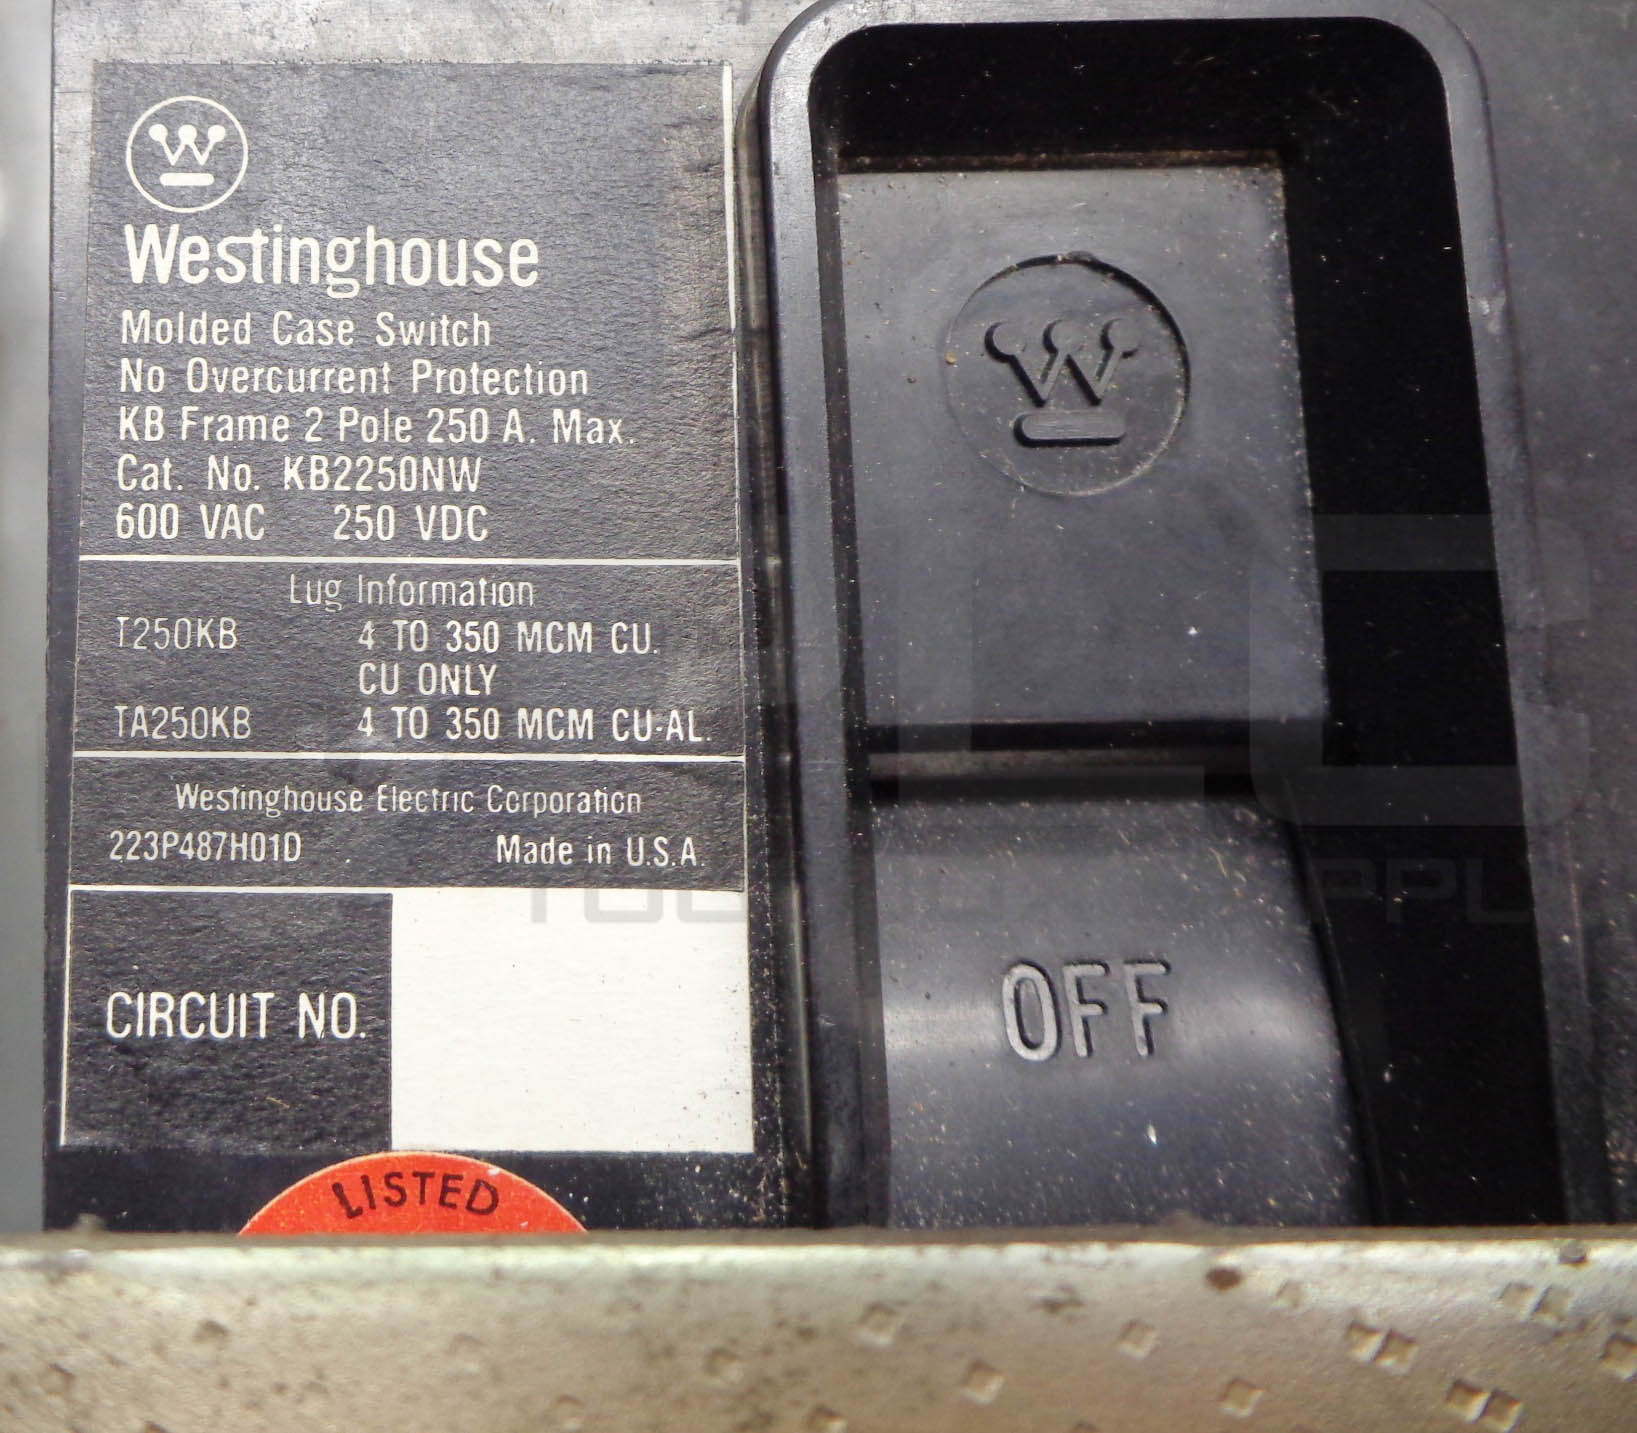 W
Westinghouse
Molded Case Switch
No Overcurrent Protection
KB Frame 2 Pole 250 A. Max.
Cat. No. KB2250NW
600 VAC 250 VDC
Lug Information
T250KB 4 TO 350 MCM CU.
CU ONLY
TA250KB 4 TO 350 MCM CU-AL.
Westinghouse Electric Corporation
223P487H01D Made in U.S.A.
CIRCUIT NO.
LISTED
W
OFF